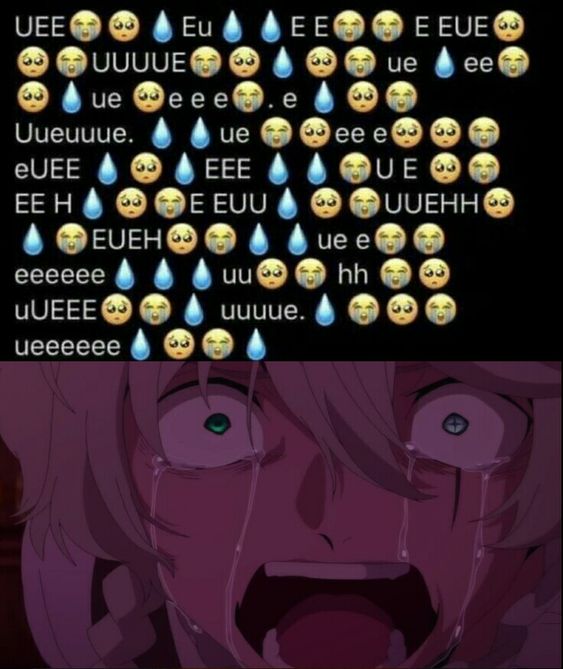 UEE😭🥺💧Eu💧💧E E😭😭 E EUE🥺
🥺😭UUUUE😭🥺💧🥺😭 ue 💧ee😭
🥺💧ue 🥺e e e😭. e 💧🥺😭
Uueuuue. 💧💧ue 😭🥺ee e🥺🥺😭
eUEE 💧🥺💧EEE 💧💧😭U E 🥺😭
EE H💧🥺😭E EUU💧🥺😭UUEHH🥺
💧😭EUEH🥺😭💧💧ue e😭😭
eeeeee💧💧💧uu🥺😭 hh 😭🥺
uUEEE🥺😭💧 uuuue.💧😭🥺😭
ueeeeee💧🥺😭💧